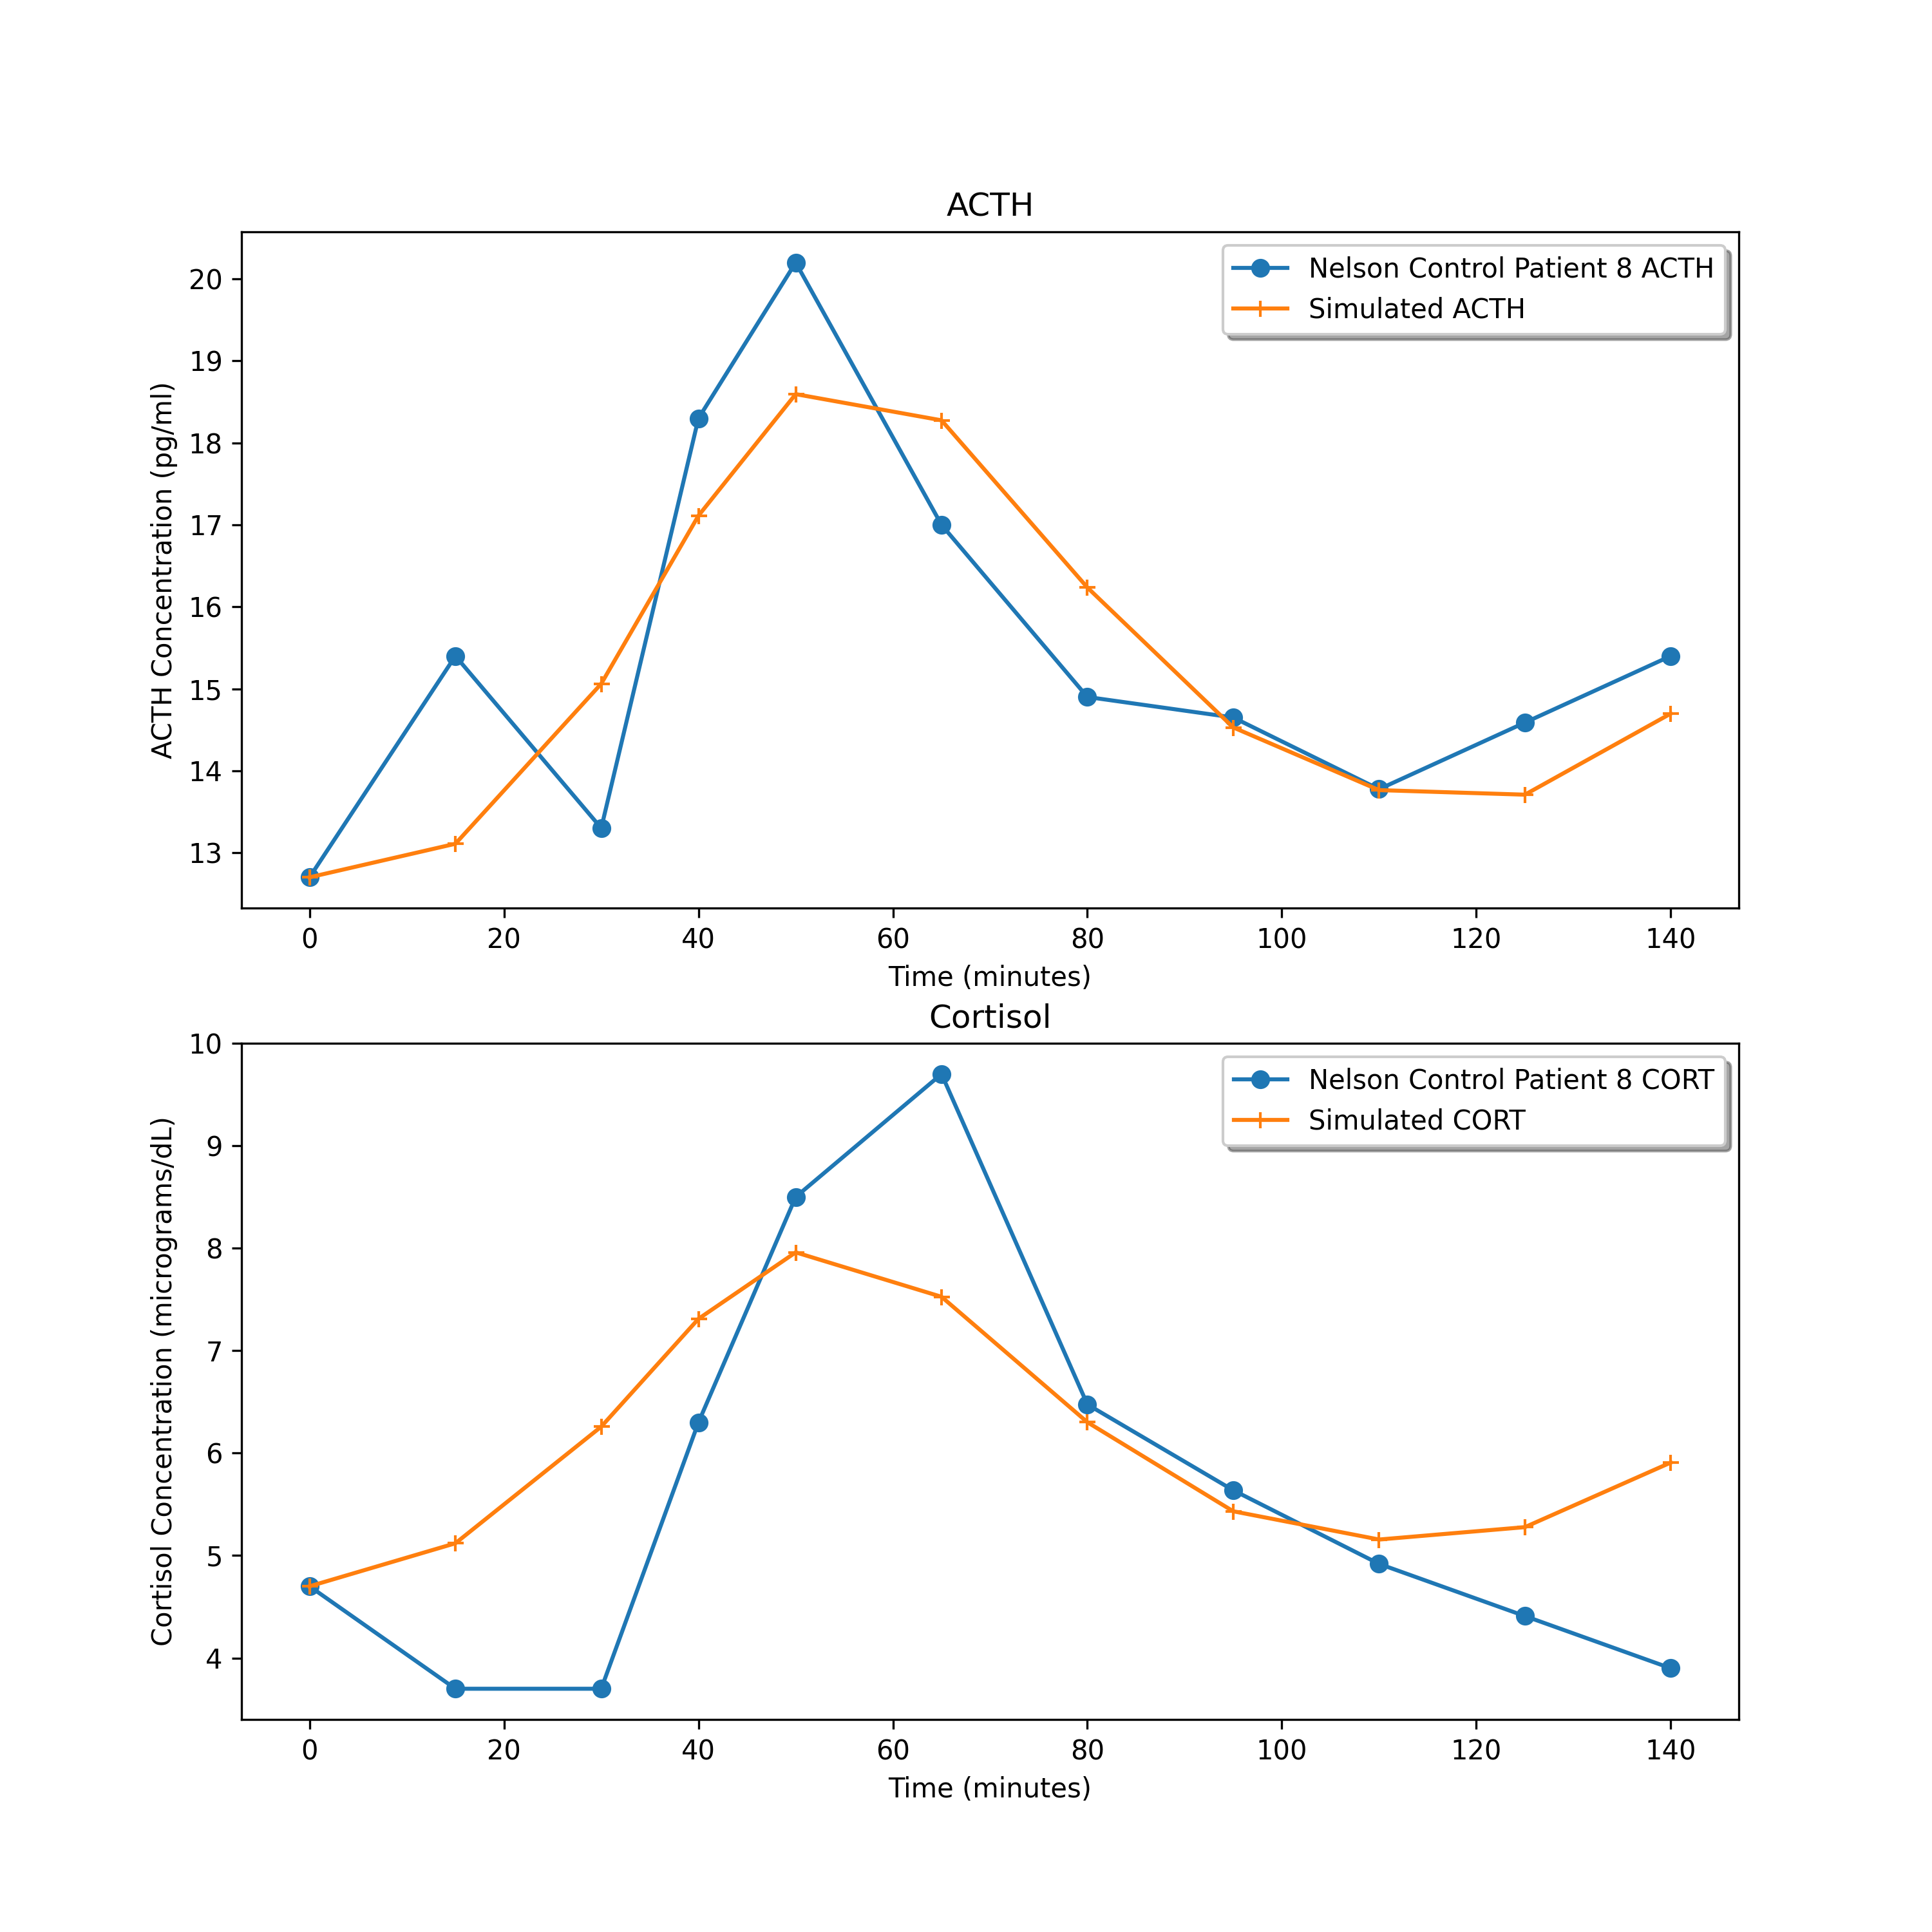 ACTH
Nelson Control Patient 8 ACTH
Simulated ACTH
ACTH Concentration (pg/ml)
20
19
18
17
16
15
14
13
0 20 40 60 80 100 120 140
Time (minutes)
Cortisol
Nelson Control Patient 8 CORT
Simulated CORT
Cortisol Concentration (micrograms/dL)
10
9
8
7
6
5
4
0 20 40 60 80 100 120 140
Time (minutes)